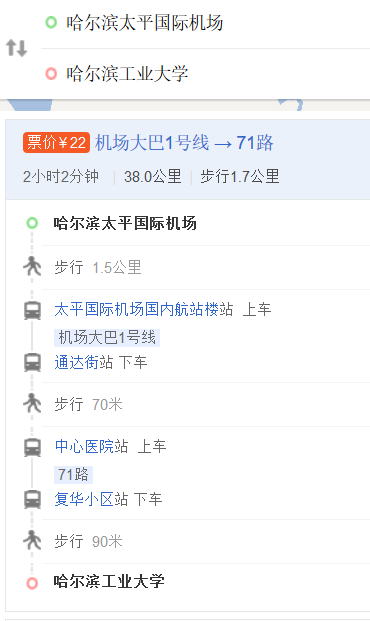 哈尔滨太平国际机场
哈尔滨工业大学
票价¥22 机场大巴1号线 → 71路
2小时2分钟 | 38.0公里 | 步行1.7公里
哈尔滨太平国际机场
步行 1.5公里
太平国际机场国内航站楼站 上车
机场大巴1号线
通达街站 下车
步行 70米
中心医院站 上车
71路
复华小区站 下车
步行 90米
哈尔滨工业大学